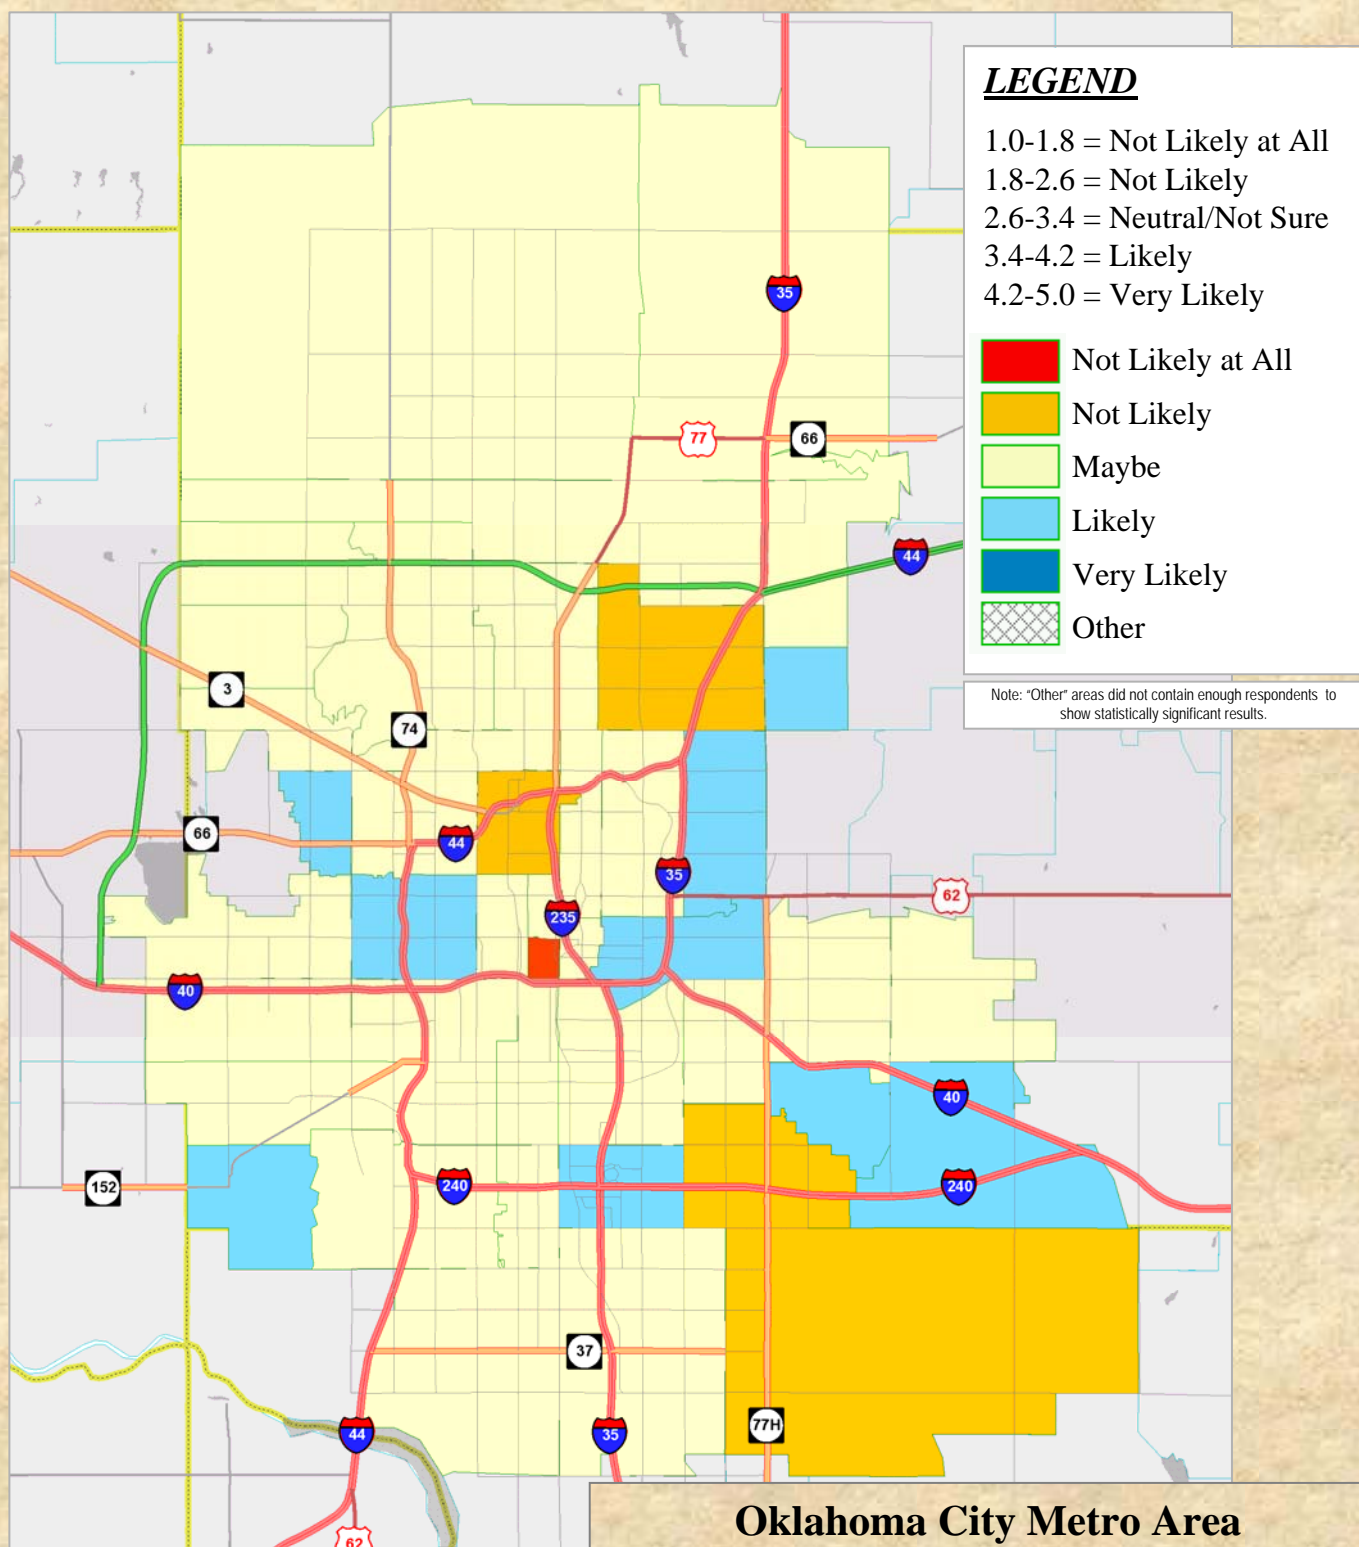 LEGEND
1.0-1.8 = Not Likely at All
1.8-2.6 = Not Likely
2.6-3.4 = Neutral/Not Sure
3.4-4.2 = Likely
4.2-5.0 = Very Likely
Not Likely at All
Not Likely
Maybe
Likely
Very Likely
Other
Note: "Other" areas did not contain enough respondents to
show statistically significant results.
35
77
66
44
3
74
66
44
35
62
235
40
40
152
240
240
37
44
35
77H
62
Oklahoma City Metro Area